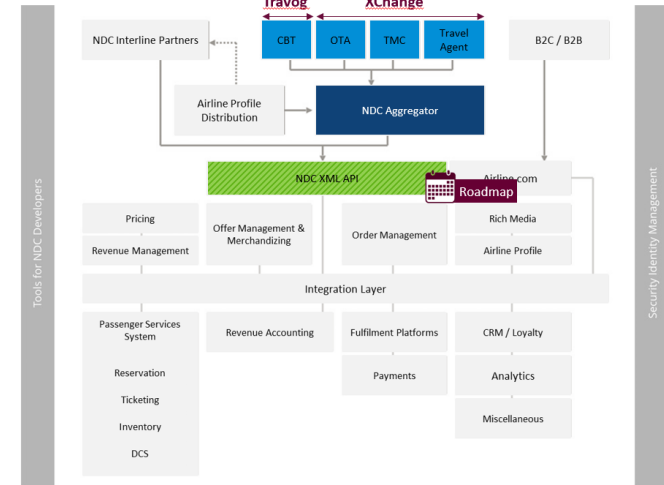 Travog
XChange
NDC Interline Partners
CBT
OTA
TMC
Travel
Agent
B2C / B2B
Airline Profile
Distribution
NDC Aggregator
NDC XML API
Airline.com
Roadmap
Pricing
Offer Management &
Merchandizing
Order Management
Rich Media
Revenue Management
Airline Profile
Integration Layer
Passenger Services
System
Revenue Accounting
Fulfilment Platforms
CRM / Loyalty
Reservation
Payments
Analytics
Ticketing
Miscellaneous
Inventory
DCS
Tools for NDC Developers
Security Identity Management